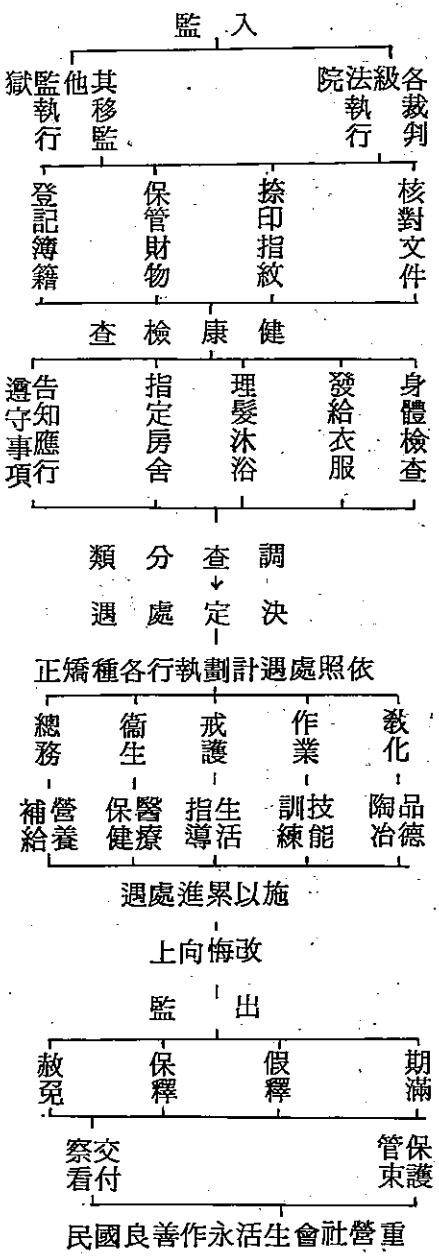 入監
各級法院
裁判
執行
其他監獄
移監
執行
核對文件
捺印指紋
保管財物
登記簿籍
健康檢查
身體檢查
發給衣服
理髮沐浴
指定房舍
告知應行
遵守事項
調查分類
決定處遇
依照處遇計劃執行各種矯正
敎化
作業
戒護
衞生
總務
品德
陶冶
技能
訓練
生活
指導
醫療
保健
營養
補給
施以累進處遇
改悔向上
出監
期滿
假釋
保釋
赦免
保護
管束
交付
察看
重營社會生活永作善良國民